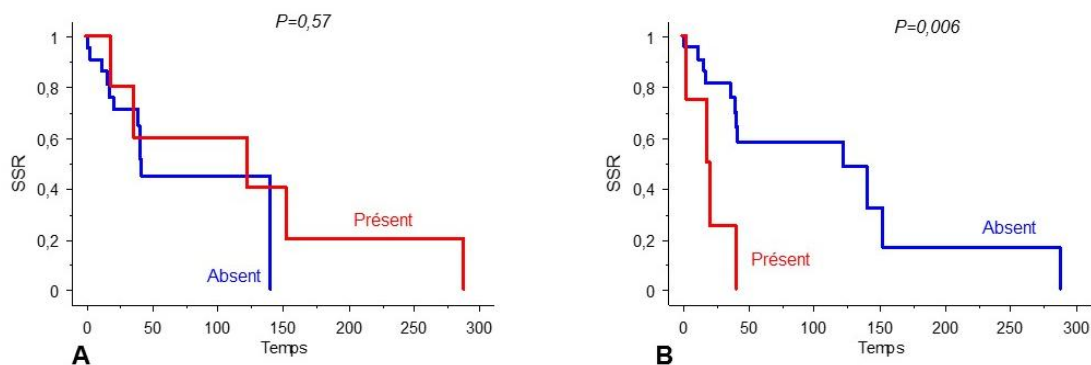 P=0,57
1
0,8
0,6
0,4
0,2
0
SSR
Présent
Absent
0 50 100 150 200 250 300
Temps
A
P=0,006
1
0,8
0,6
0,4
0,2
0
SSR
Absent
Présent
0 50 100 150 200 250 300
Temps
B